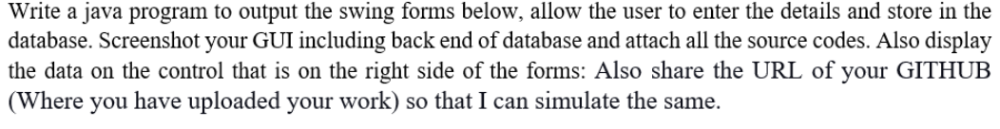 Write a java program to output the swing forms below, allow the user to enter the details and store in the
database. Screenshot your GUI including back end of database and attach all the source codes. Also display
the data on the control that is on the right side of the forms: Also share the URL of your GITHUB
(Where you have uploaded your work) so that I can simulate the same.